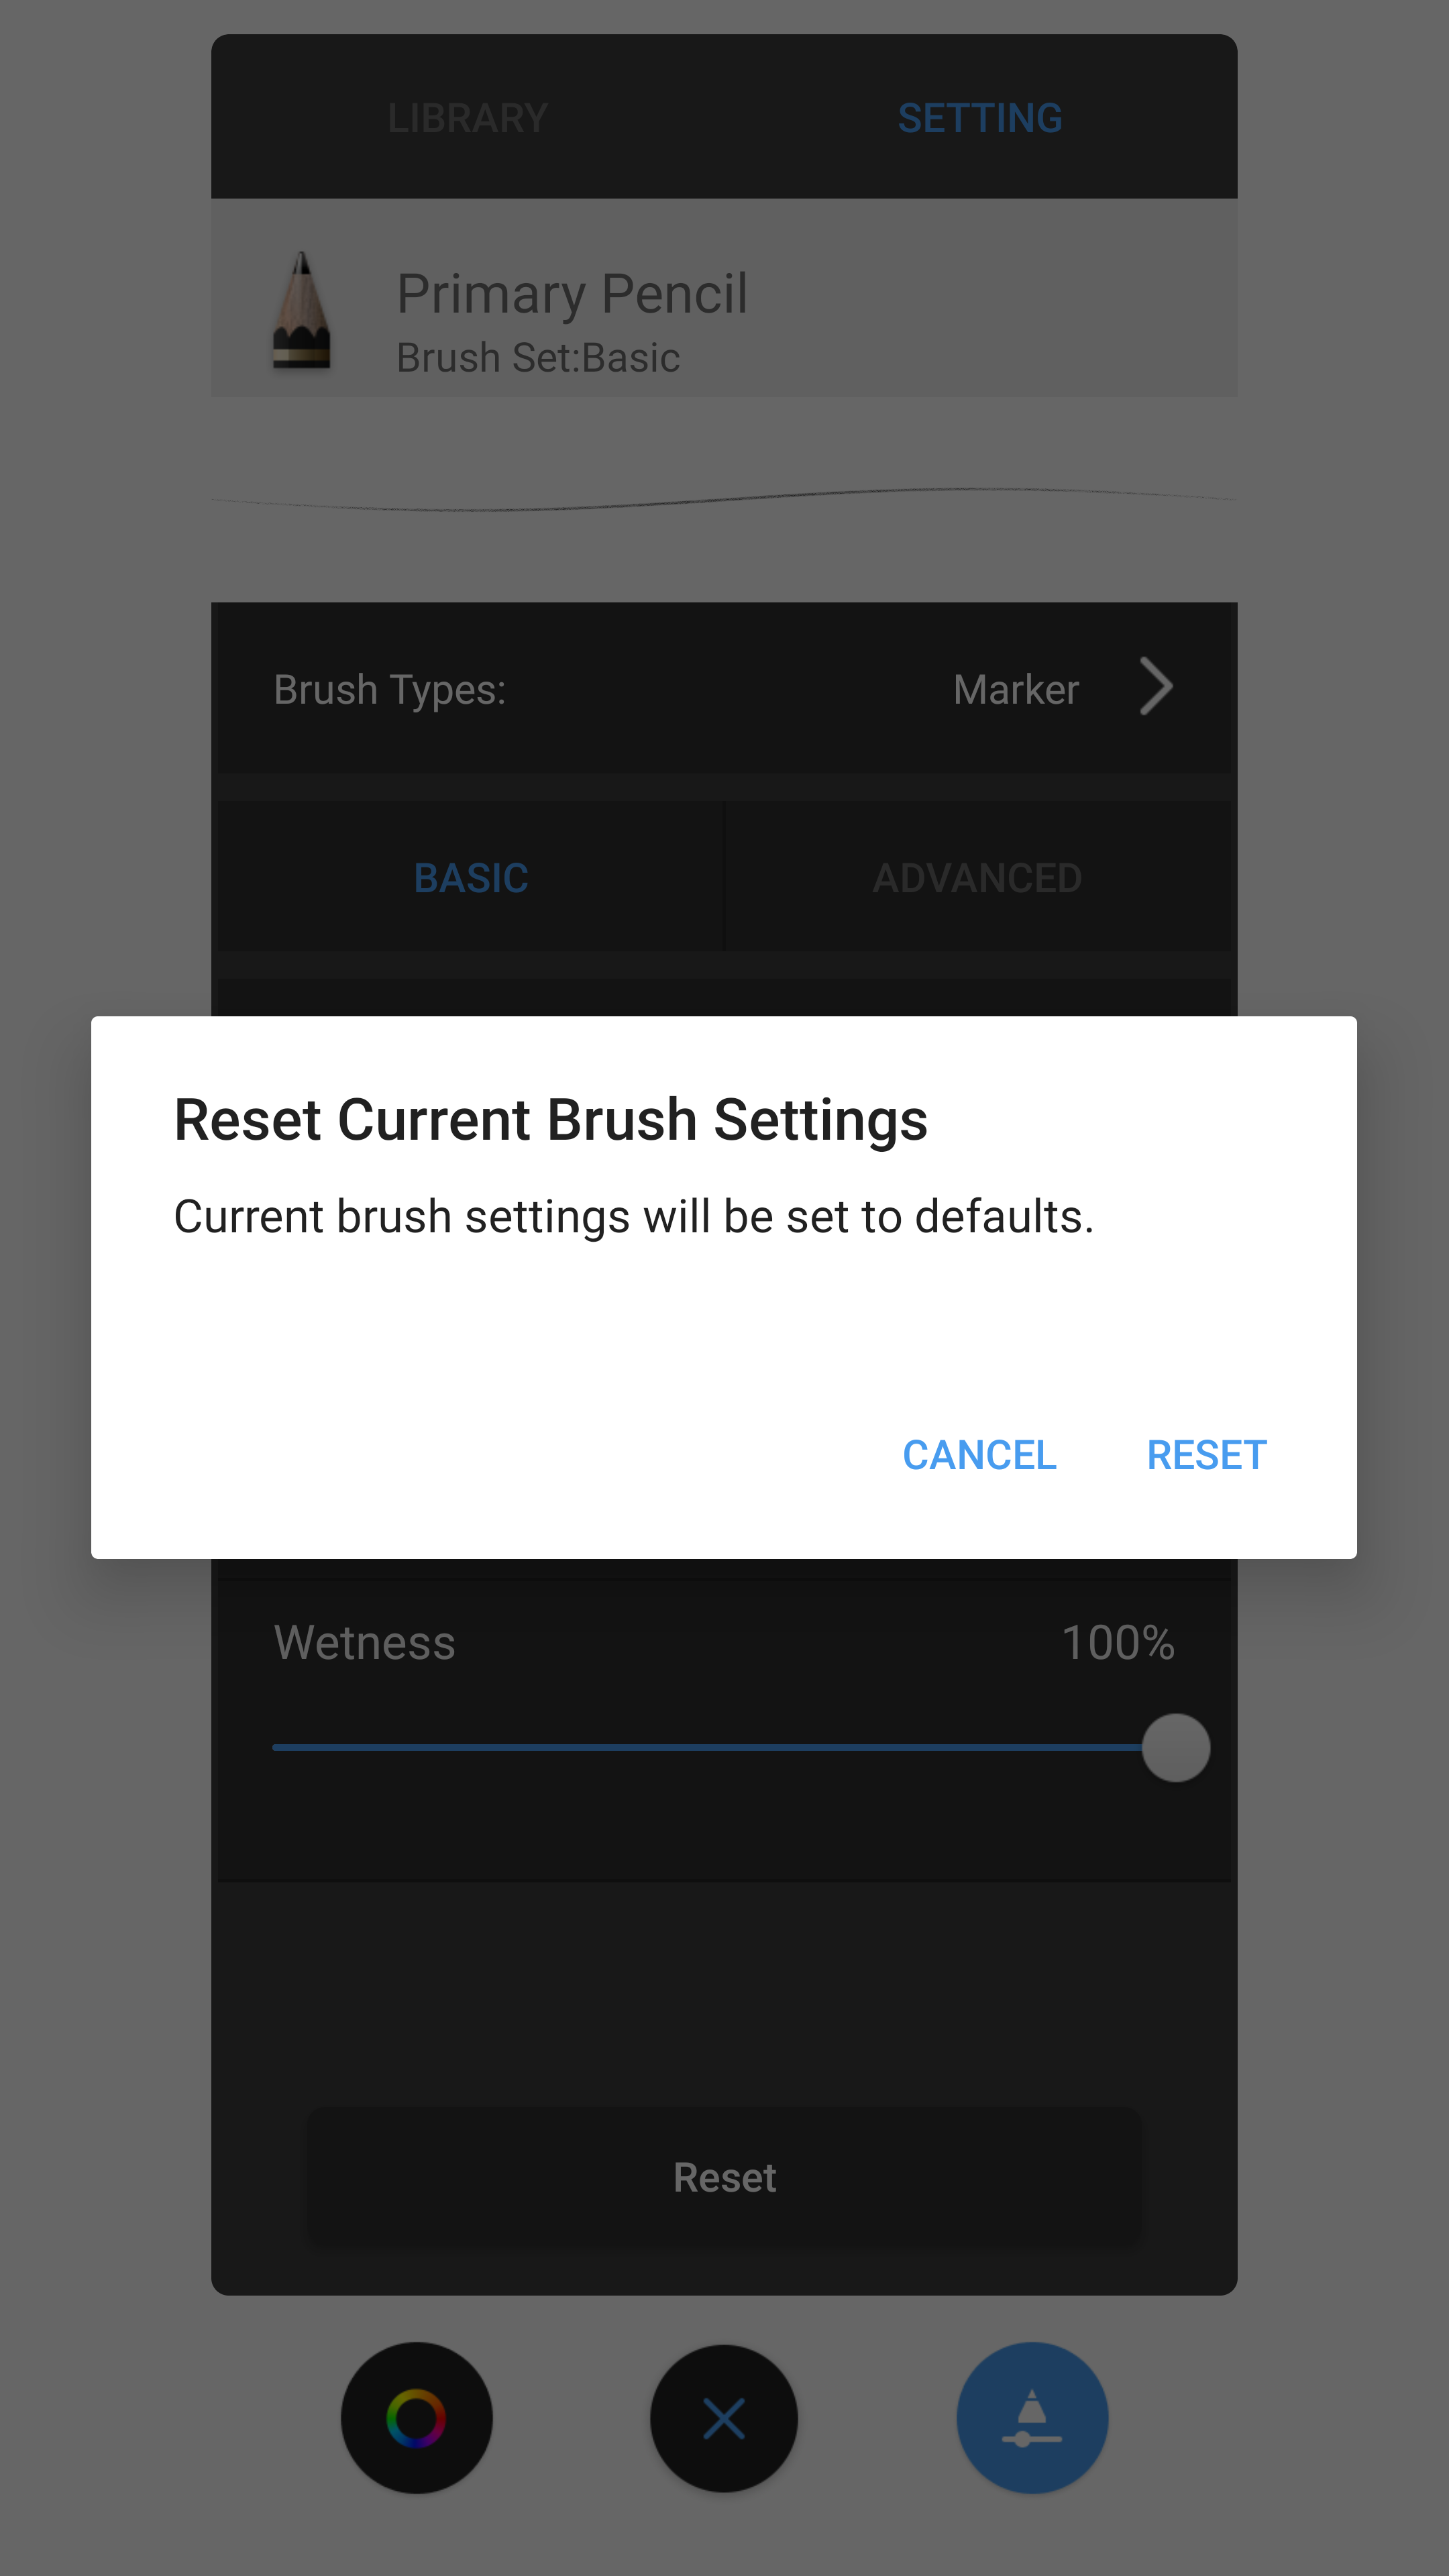 LIBRARY SETTING
Primary Pencil
Brush Set:Basic
Brush Types: Marker
BASIC ADVANCED
Reset Current Brush Settings
Current brush settings will be set to defaults.
CANCEL RESET
Wetness 100%
Reset